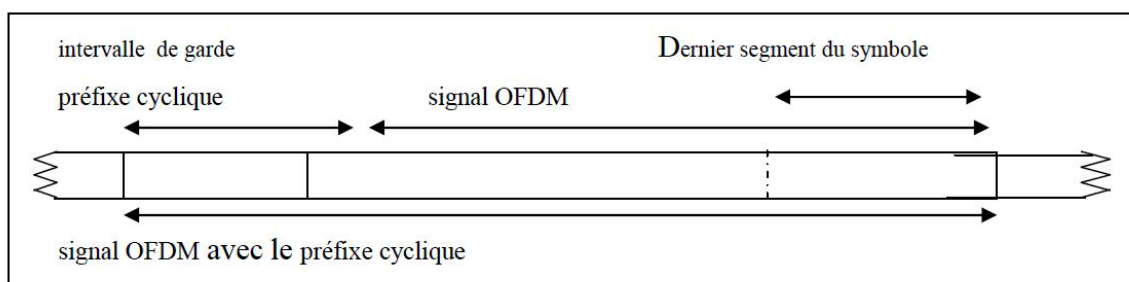 intervalle de garde
Dernier segment du symbole
préfixe cyclique
signal OFDM
signal OFDM avec le préfixe cyclique